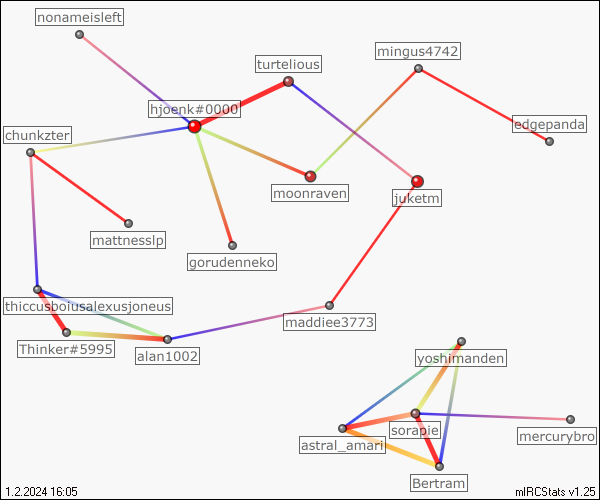 nonameisleft
mingus4742
turtelious
hjoenk#0000
edgepanda
chunkzter
moonraven
juketm
mattnesslp
gorudenneko
thiccusboiusalexusjoneus
maddiee3773
Thinker#5995
alan1002
yoshimanden
sorapie
mercurybro
astral_amari
Bertram
1.2.2024 16:05
mIRCStats v1.25